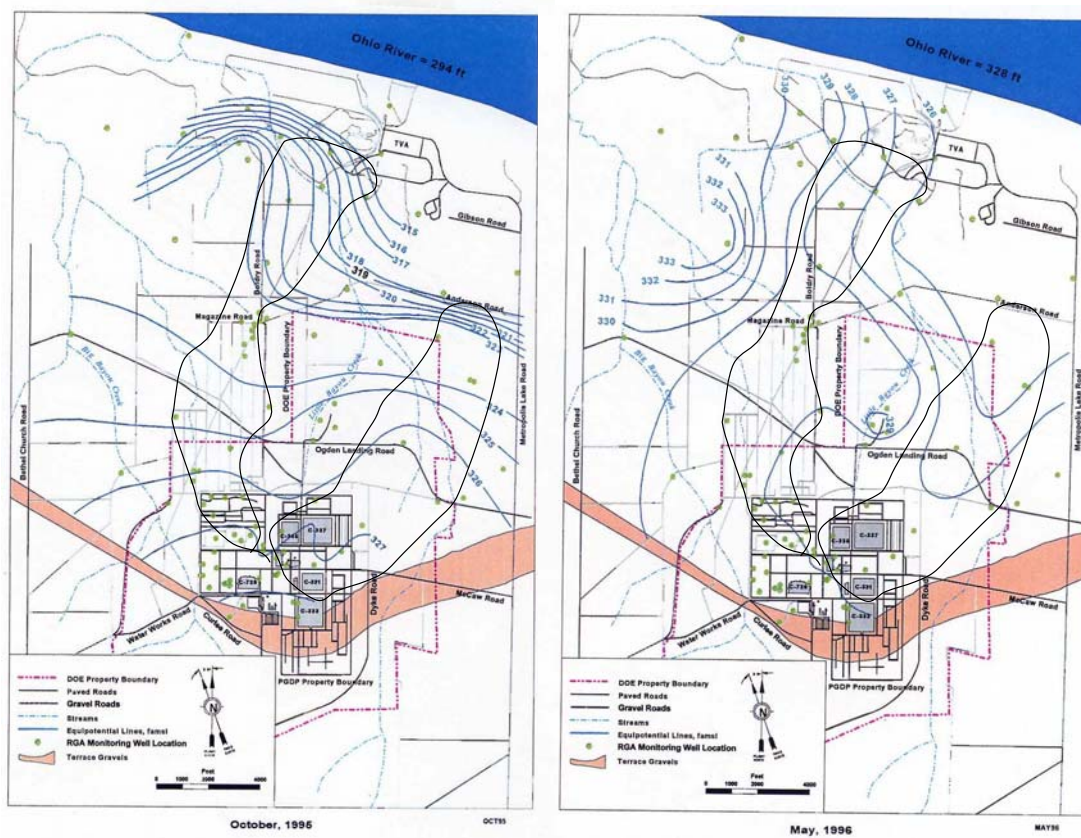 Ohio River = 294 ft
TVA
Gibson Road
315
316
317
318
319
320
Boldry Road
Anderson Road
Magazine Road
322
321
323
DOE Property Boundary
Big Bayou Creek
Little Bayou Creek
Metropolis Lake Road
324
325
326
Bethel Church Road
Ogden Landing Road
C-337
327
C-331
Dyke Road
McCaw Road
Water Works Road
Curlee Road
PGDP Property Boundary
DOE Property Boundary
Paved Roads
Gravel Roads
Streams
Equipotential Lines, famsl
RGA Monitoring Well Location
Terrace Gravels
N
Feet
0 1000 2000 4000
October, 1995
OCT95
Ohio River = 328 ft
330
329
328
327
326
TVA
331
332
333
Gibson Road
333
332
331
330
Boldry Road
Anderson Road
Magazine Road
DOE Property Boundary
Big Bayou Creek
Little Bayou Creek
Metropolis Lake Road
Bethel Church Road
Ogden Landing Road
C-337
C-331
Dyke Road
McCaw Road
Water Works Road
Curlee Road
PGDP Property Boundary
DOE Property Boundary
Paved Roads
Gravel Roads
Streams
Equipotential Lines, famsl
RGA Monitoring Well Location
Terrace Gravels
N
Feet
0 1000 2000 4000
May, 1996
MAY96